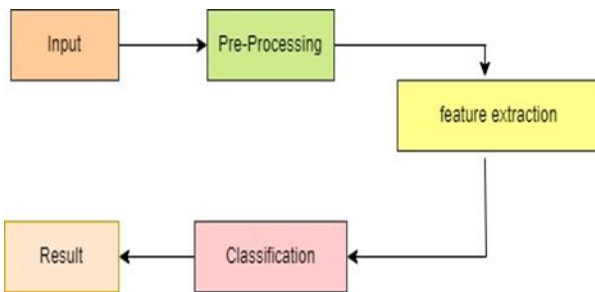 Input
Pre-Processing
feature extraction
Classification
Result